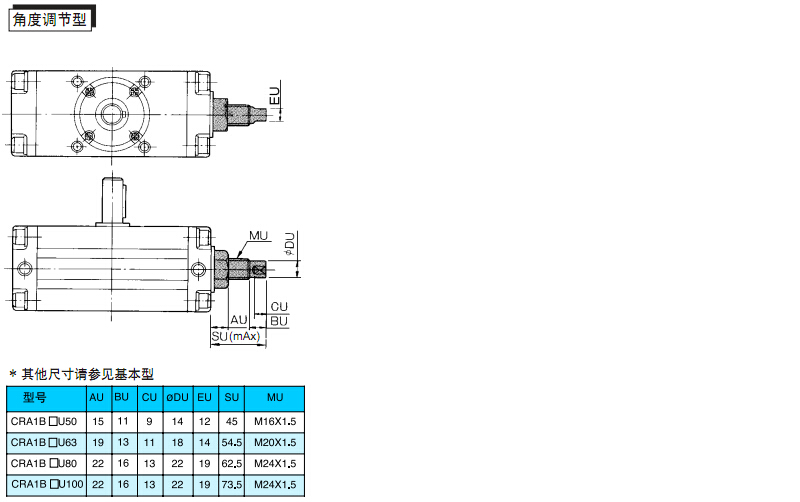 角度调节型
EU
MU
øDU
CU
AU
BU
SU(mAx)
* 其他尺寸请参见基本型
型号 AU BU CU øDU EU SU MU
CRA1B □U50 15 11 9 14 12 45 M16X1.5
CRA1B □U63 19 13 11 18 14 54.5 M20X1.5
CRA1B □U80 22 16 13 22 19 62.5 M24X1.5
CRA1B □U100 22 16 13 22 19 73.5 M24X1.5